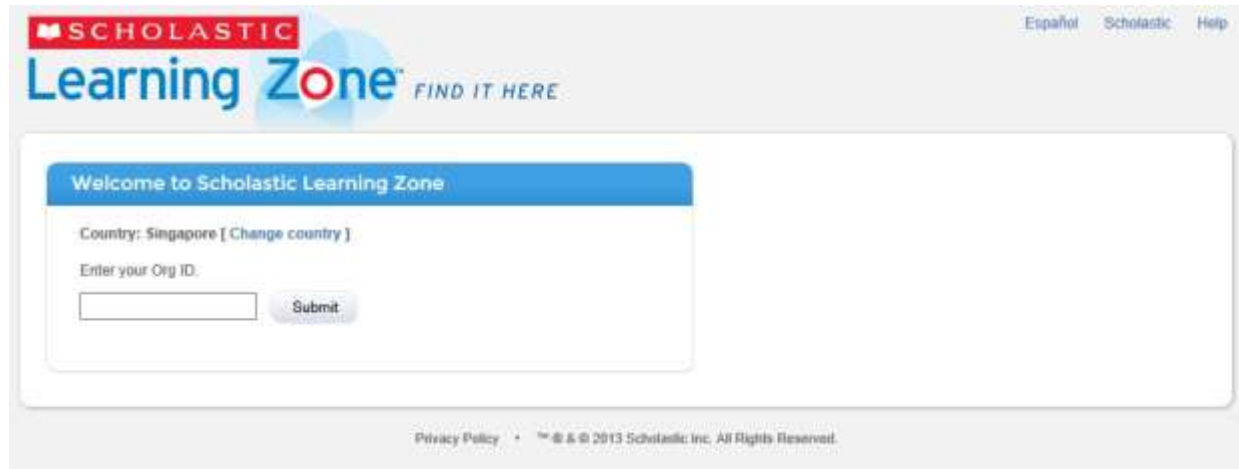 SCHOLASTIC
Español Scholastic Help
Learning Zone™ FIND IT HERE
Welcome to Scholastic Learning Zone
Country: Singapore [ Change country ]
Enter your Org ID.
Submit
Privacy Policy • ™ ® & © 2013 Scholastic Inc. All Rights Reserved.